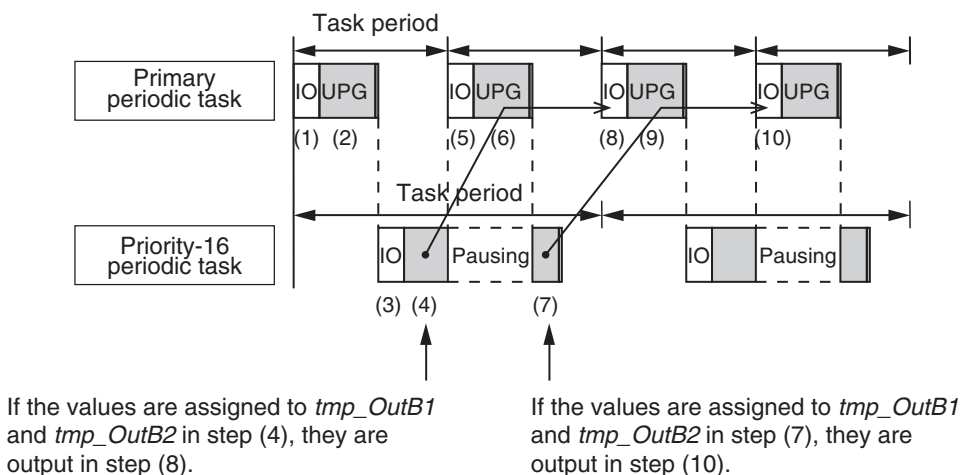 Task period
Primary
periodic task
IO UPG IO UPG IO UPG IO UPG
(1) (2) (5) (6) (8) (9) (10)
Task period
Priority-16
periodic task
IO Pausing IO Pausing
(3) (4) (7)
If the values are assigned to tmp_OutB1
and tmp_OutB2 in step (4), they are
output in step (8).
If the values are assigned to tmp_OutB1
and tmp_OutB2 in step (7), they are
output in step (10).